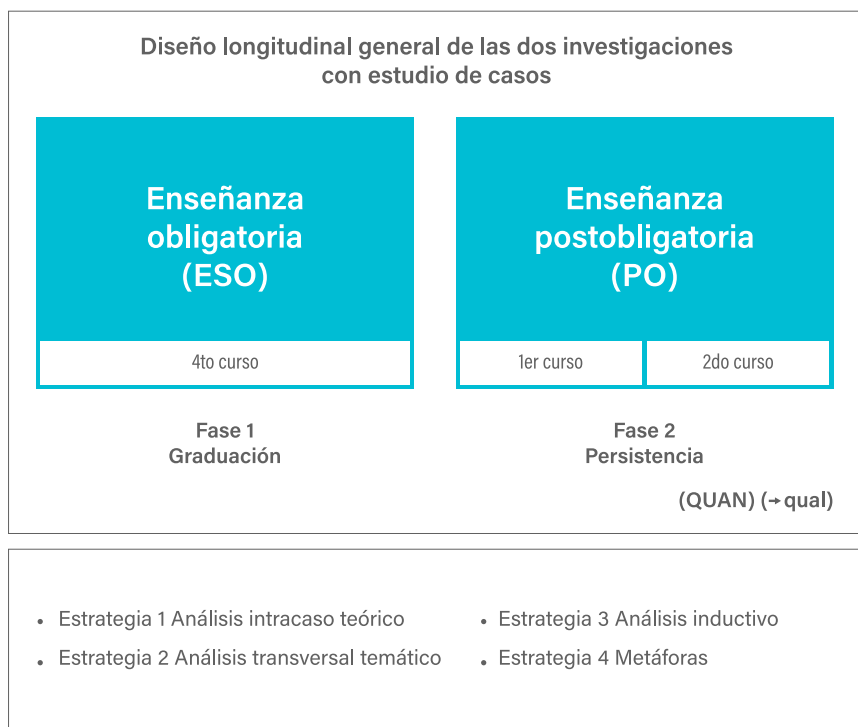 Diseño longitudinal general de las dos investigaciones
con estudio de casos
Enseñanza
obligatoria
(ESO)
4to curso
Fase 1
Graduación
Enseñanza
postobligatoria
(PO)
1er curso
2do curso
Fase 2
Persistencia
(QUAN) (→qual)
• Estrategia 1 Análisis intracaso teórico
• Estrategia 2 Análisis transversal temático
• Estrategia 3 Análisis inductivo
• Estrategia 4 Metáforas